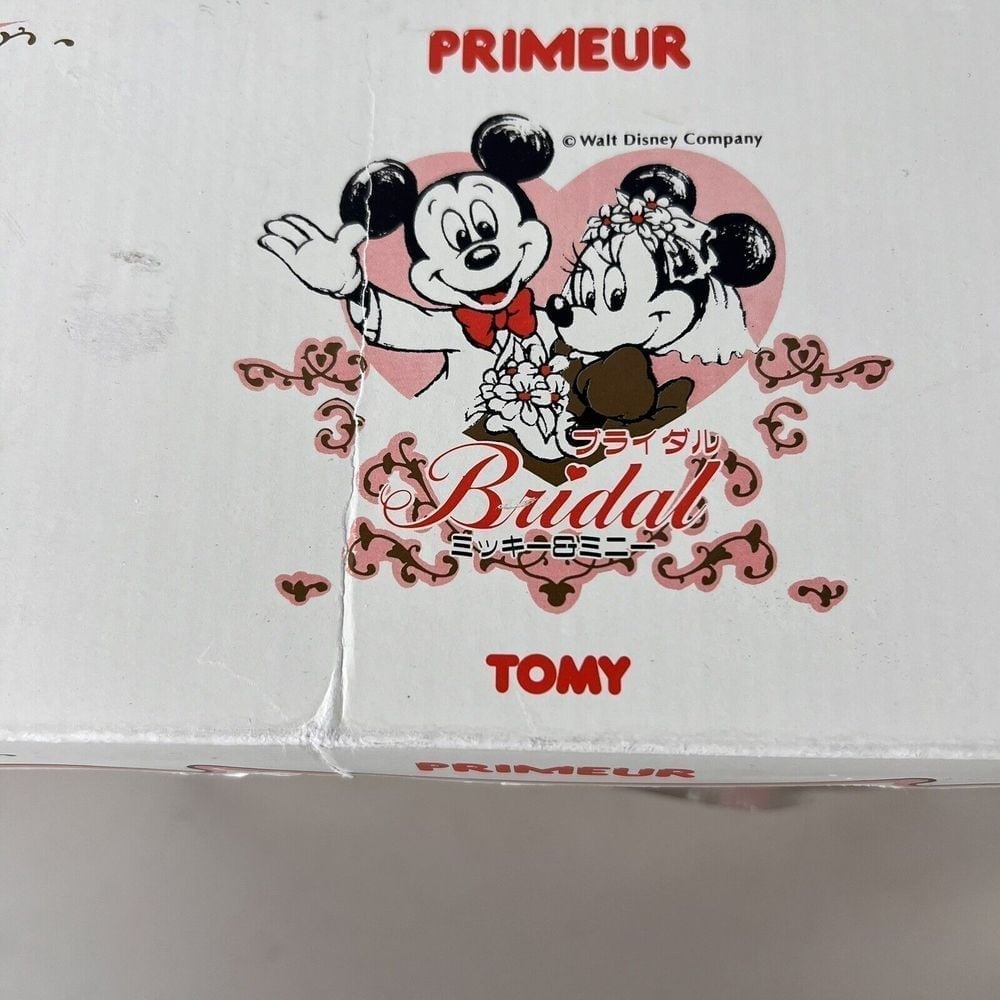 PRIMEUR
© Walt Disney Company
ブライダル
Bridal
ミッキー&ミニー
TOMY
PRIMEUR